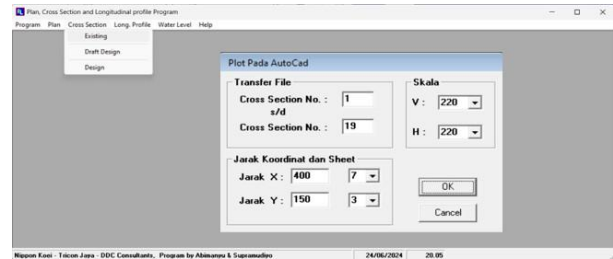 Plan, Cross Section and Longitudinal profile Program
Program Plan Cross Section Long. Profile Water Level Help
Existing
Draft Design
Design
Plot Pada AutoCad
Transfer File
Cross Section No. : 1
s/d
Cross Section No. : 19
Skala
V : 220
H : 220
Jarak Koordinat dan Sheet
Jarak X : 400 7
Jarak Y : 150 3
OK
Cancel
Nippon Koei - Tricon Jaya - DDC Consultants, Program by Abimanyu & Supramudiyo 24/06/2024 20.05